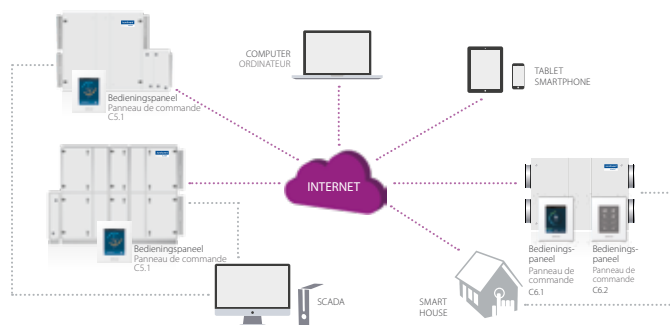 COMPUTER
ORDINATEUR
TABLET
SMARTPHONE
Bedieningspaneel
Panneau de commande
C5.1
INTERNET
Bedieningspaneel
Panneau de commande
C5.1
Bedienings-
paneel
Panneau de
commande
C6.1
Bedienings-
paneel
Panneau de
commande
C6.2
SCADA
SMART
HOUSE